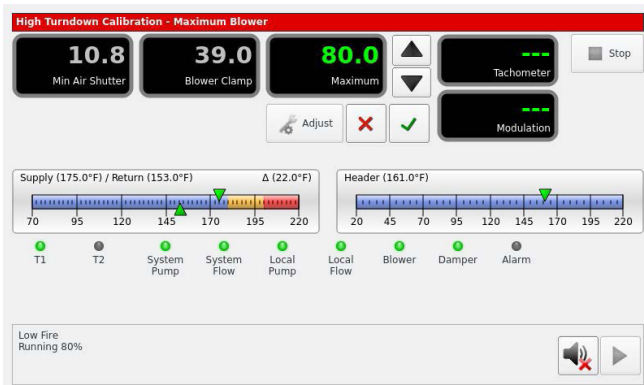 High Turndown Calibration - Maximum Blower
10.8
Min Air Shutter
39.0
Blower Clamp
80.0
Maximum
---
Tachometer
Stop
Adjust
---
Modulation
Supply (175.0°F) / Return (153.0°F) Δ (22.0°F)
70 95 120 145 170 195 220
Header (161.0°F)
20 45 70 95 120 145 170 195 220
T1
T2
System
Pump
System
Flow
Local
Pump
Local
Flow
Blower
Damper
Alarm
Low Fire
Running 80%